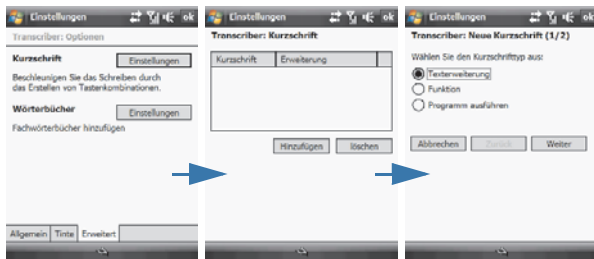 Einstellungen ok
Transcriber: Optionen
Kurzschrift Einstellungen
Beschleunigen Sie das Schreiben durch
das Erstellen von Tastenkombinationen.
Wörterbücher Einstellungen
Fachwörterbücher hinzufügen
Allgemein Tinte Erweitert
Einstellungen ok
Transcriber: Kurzschrift
Kurzschrift Erweiterung
Hinzufügen löschen
Einstellungen ok
Transcriber: Neue Kurzschrift (1/2)
Wählen Sie den Kurzschrifttyp aus:
Texterweiterung
Funktion
Programm ausführen
Abbrechen Zurück Weiter